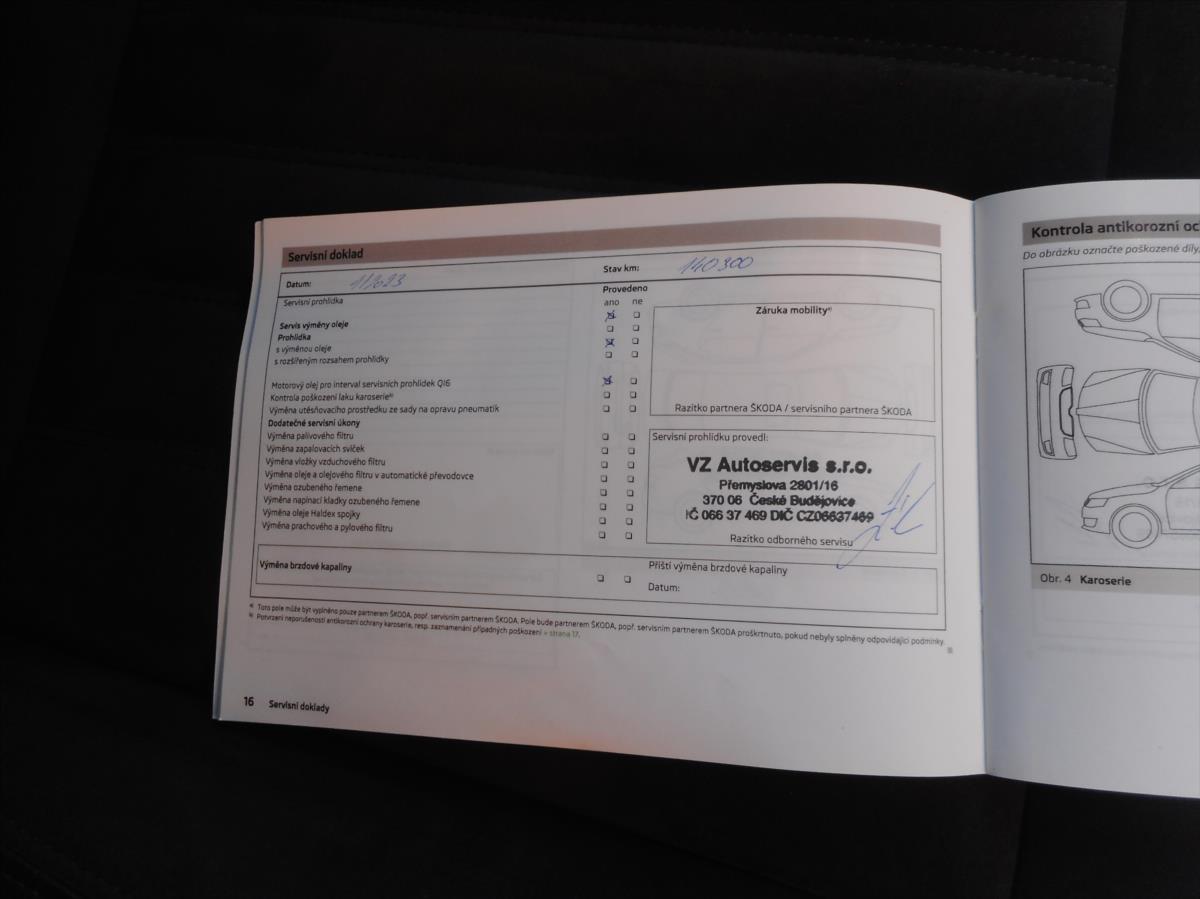 Servisní doklad
Datum: 11/2023
Stav km: 140 300
Servisní prohlídka
Provedeno
ano ne
Servis výměny oleje
Prohlídka
s výměnou oleje
s rozšířeným rozsahem prohlídky
Motorový olej pro interval servisních prohlídek QI6
Kontrola poškození laku karoserie b)
Výměna utěsňovacího prostředku ze sady na opravu pneumatik
Dodatečné servisní úkony
Výměna palivového filtru
Výměna zapalovacích svíček
Výměna vložky vzduchového filtru
Výměna oleje a olejového filtru v automatické převodovce
Výměna ozubeného řemene
Výměna napínací kladky ozubeného řemene
Výměna oleje Haldex spojky
Výměna prachového a pylového filtru
Výměna brzdové kapaliny
Záruka mobility a)
Razítko partnera ŠKODA / servisního partnera ŠKODA
Servisní prohlídku provedl:
VZ Autoservis s.r.o.
Přemyslova 2801/16
370 06 České Budějovice
IČ 066 37 469 DIČ CZ06637469
Razítko odborného servisu
Příští výměna brzdové kapaliny
Datum:
a) Toto pole může být vyplněno pouze partnerem ŠKODA, popř. servisním partnerem ŠKODA. Pole bude partnerem ŠKODA, popř. servisním partnerem ŠKODA proškrtnuto, pokud nebyly splněny odpovídající podmínky.
b) Potvrzení neporušenosti antikorozní ochrany karoserie, resp. zaznamenání případných poškození » strana 17.
16 Servisní doklady
Kontrola antikorozní oc
Do obrázku označte poškozené díly
Obr. 4 Karoserie